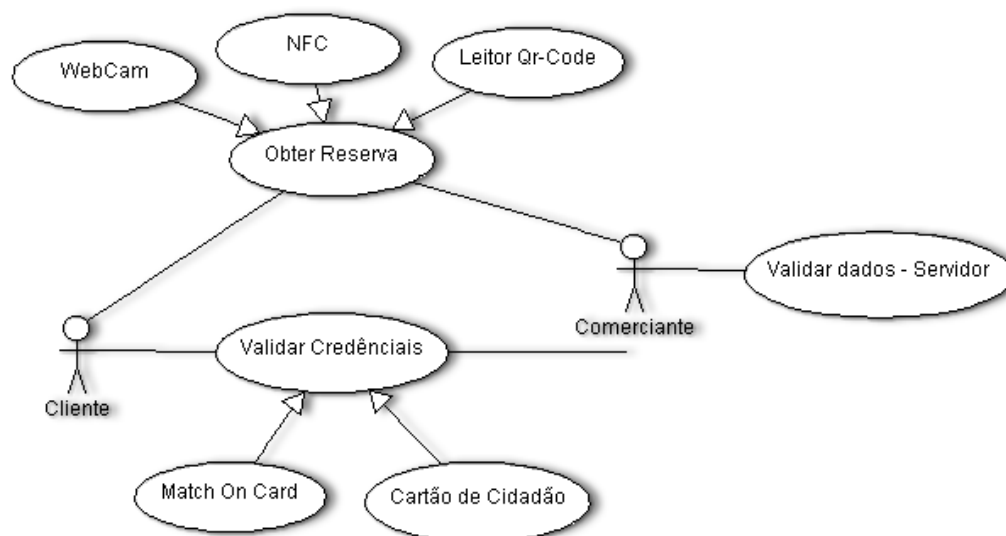 NFC
Leitor Qr-Code
WebCam
Obter Reserva
Validar dados - Servidor
Comerciante
Validar Credênciais
Cliente
Match On Card
Cartão de Cidadão